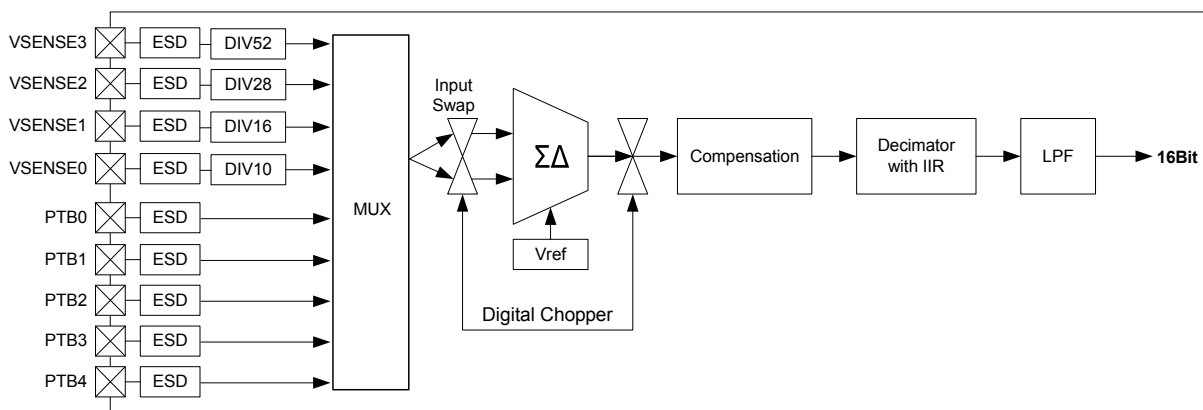 VSENSE3 ESD DIV52
VSENSE2 ESD DIV28
VSENSE1 ESD DIV16
VSENSE0 ESD DIV10
PTB0 ESD
PTB1 ESD
PTB2 ESD
PTB3 ESD
PTB4 ESD
MUX
Input
Swap
ΣΔ
Vref
Digital Chopper
Compensation
Decimator
with IIR
LPF
16Bit